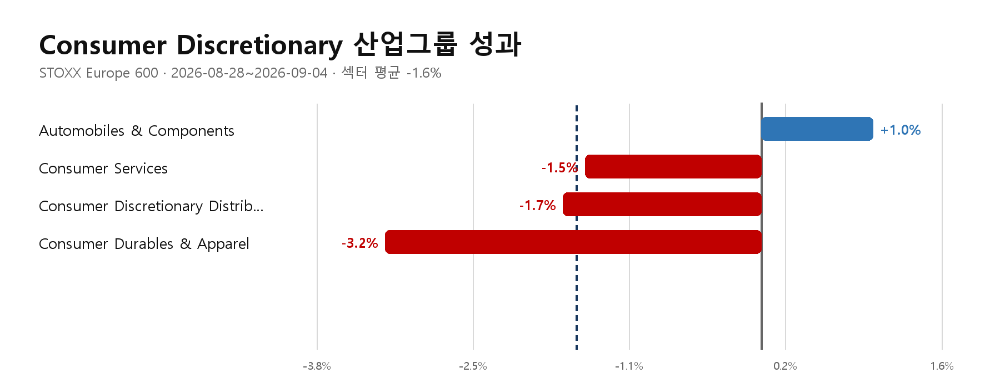 Consumer Discretionary 산업그룹 성과
STOXX Europe 600 · 2026-08-28~2026-09-04 · 섹터 평균 -1.6%
Automobiles & Components
+1.0%
Consumer Services
-1.5%
Consumer Discretionary Distrib...
-1.7%
Consumer Durables & Apparel
-3.2%
-3.8%
-2.5%
-1.1%
0.2%
1.6%